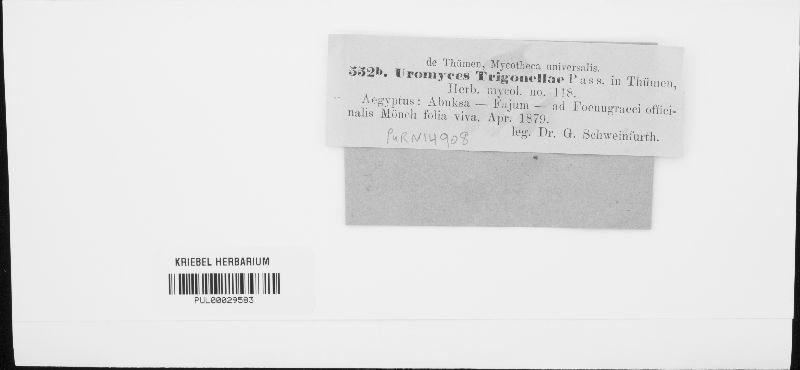 de Thümen, Mycotheca universalis.
552b. Uromyces Trigonellae Pass. in Thümen,
Herb. mycol. no. 118.
Aegyptus: Abuksa — Fajum — ad Foenugraeci offici-
nalis Mönch folia viva. Apr. 1879.
leg. Dr. G. Schweinfurth.
PURN14908
KRIEBEL HERBARIUM
PUL00029583